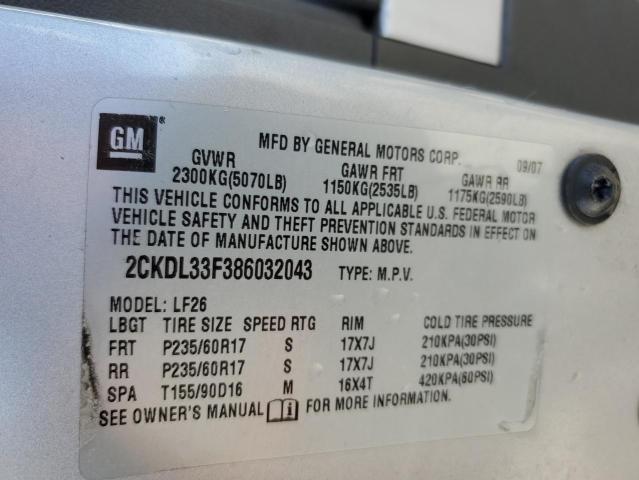 GM ®
MFD BY GENERAL MOTORS CORP. 09/07
GVWR GAWR FRT GAWR RR
2300KG(5070LB) 1150KG(2535LB) 1175KG(2590LB)
THIS VEHICLE CONFORMS TO ALL APPLICABLE U.S. FEDERAL MOTOR
VEHICLE SAFETY AND THEFT PREVENTION STANDARDS IN EFFECT ON
THE DATE OF MANUFACTURE SHOWN ABOVE.
2CKDL33F386032043 TYPE: M.P.V.
MODEL: LF26
LBGT TIRE SIZE SPEED RTG RIM COLD TIRE PRESSURE
FRT P235/60R17 S 17X7J 210KPA(30PSI)
RR P235/60R17 S 17X7J 210KPA(30PSI)
SPA T155/90D16 M 16X4T 420KPA(60PSI)
SEE OWNER'S MANUAL i FOR MORE INFORMATION.